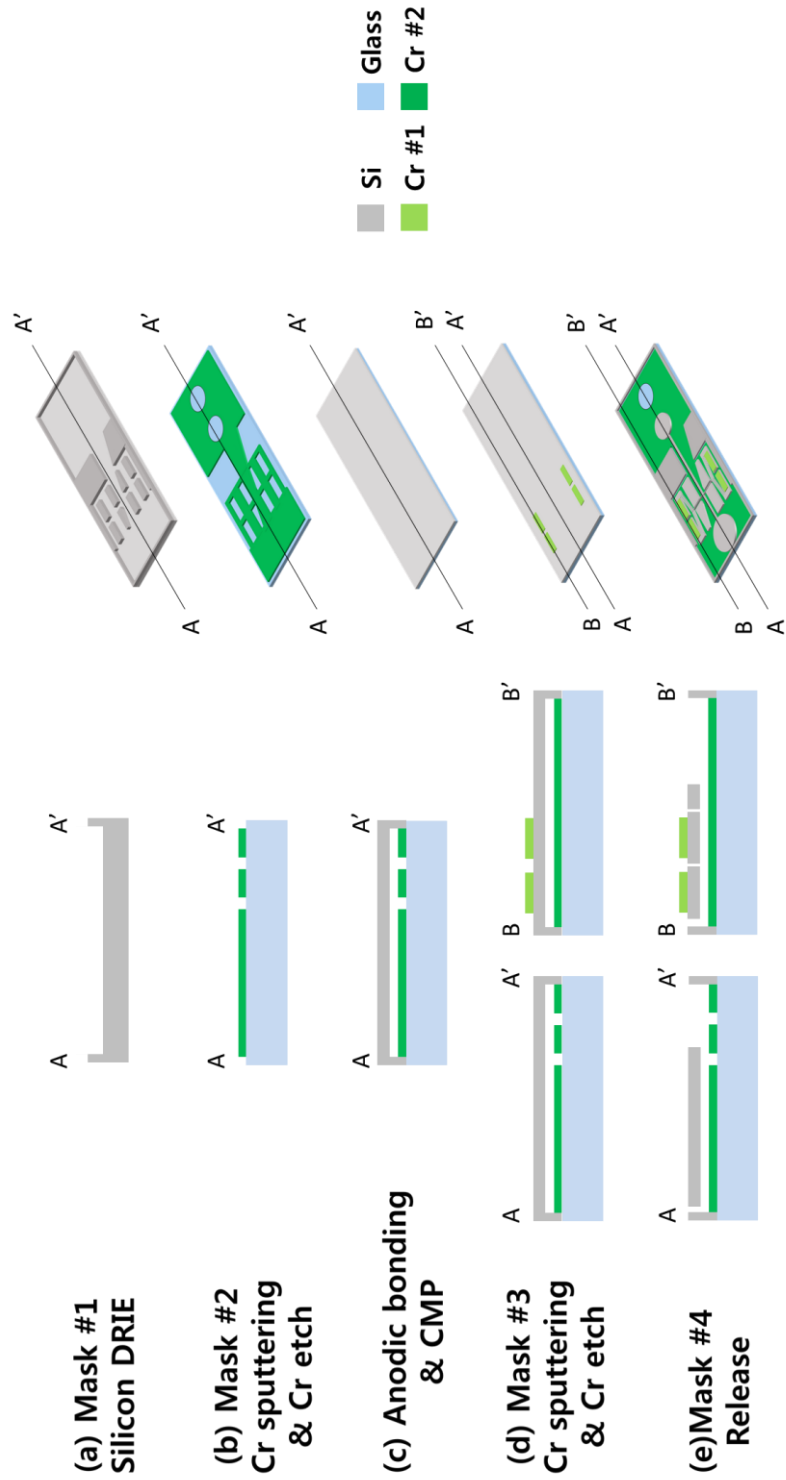 (a) Mask #1
Silicon DRIE
A
A′
A
A′
(b) Mask #2
Cr sputtering
& Cr etch
A
A′
A
A′
(c) Anodic bonding
& CMP
A
A′
A
A′
(d) Mask #3
Cr sputtering
& Cr etch
A
A′
B
B′
B
A
B′
A′
(e)Mask #4
Release
A
A′
B
B′
B
A
B′
A′
Si
Glass
Cr #1
Cr #2